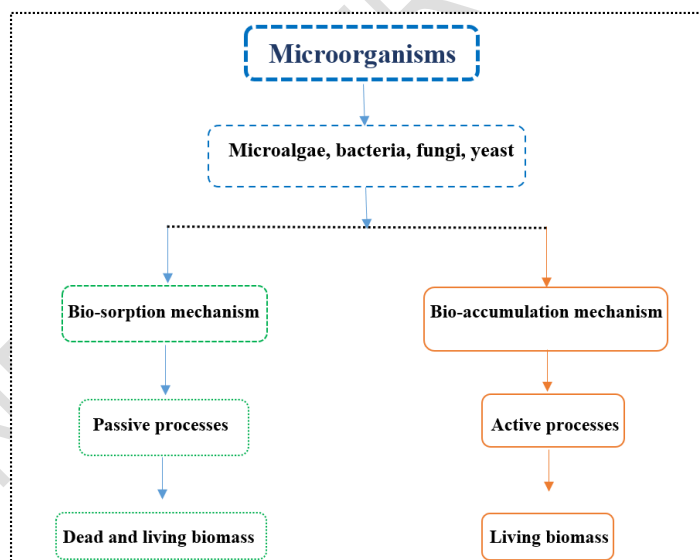 Microorganisms
Microalgae, bacteria, fungi, yeast
Bio-sorption mechanism
Bio-accumulation mechanism
Passive processes
Active processes
Dead and living biomass
Living biomass